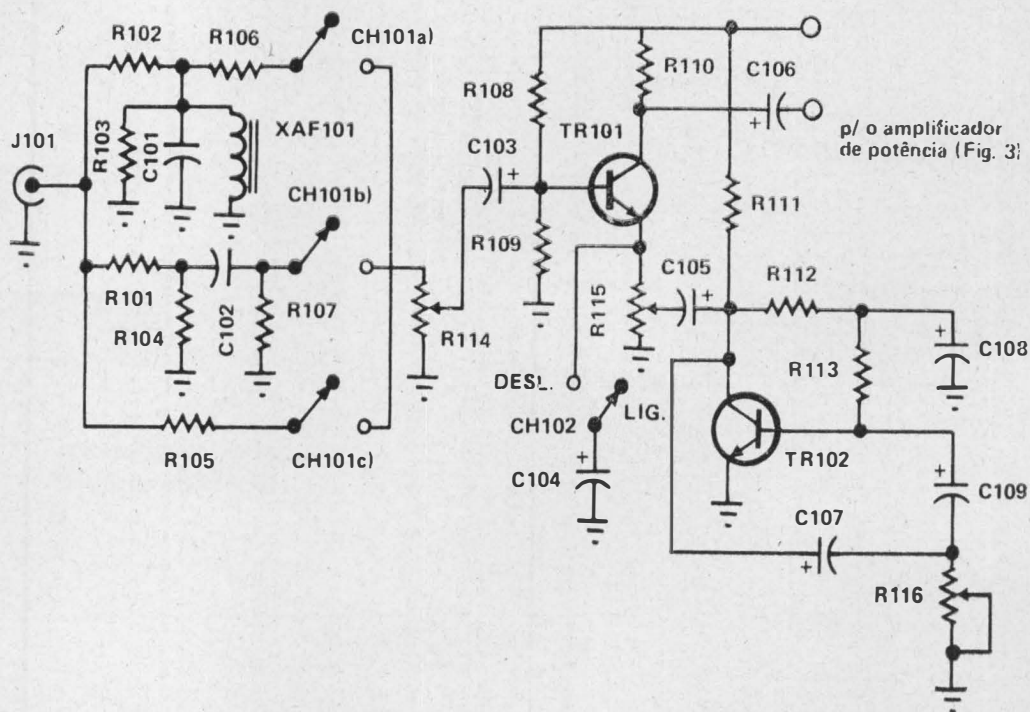 R102
R106
CH101a)
R110
C106
R108
XAF101
J101
R103
C101
TR101
C103
p/ o amplificador
de potência (Fig. 3)
CH101b)
R111
R109
C105
R112
R101
R104
C102
R107
R114
R115
C108
R113
DESL.
LIG.
CH102
TR102
R105
CH101c)
C104
C109
C107
R116
+
+
+
+
+
+
+